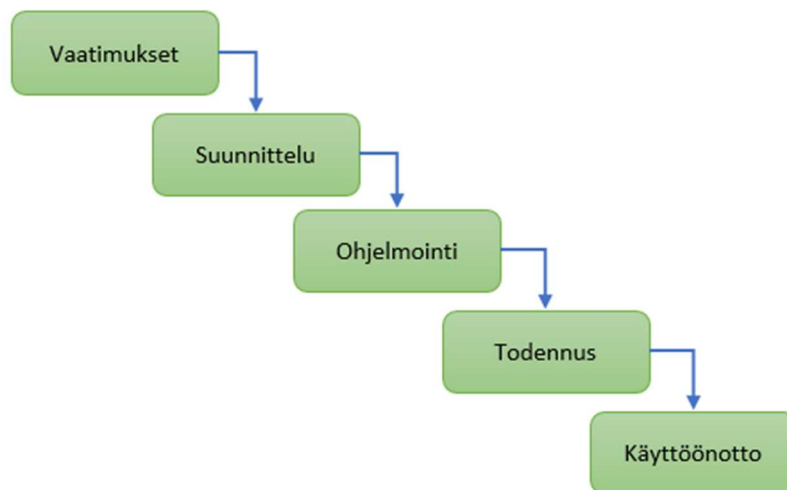 Vaatimukset
Suunnittelu
Ohjelmointi
Todennus
Käyttöönotto